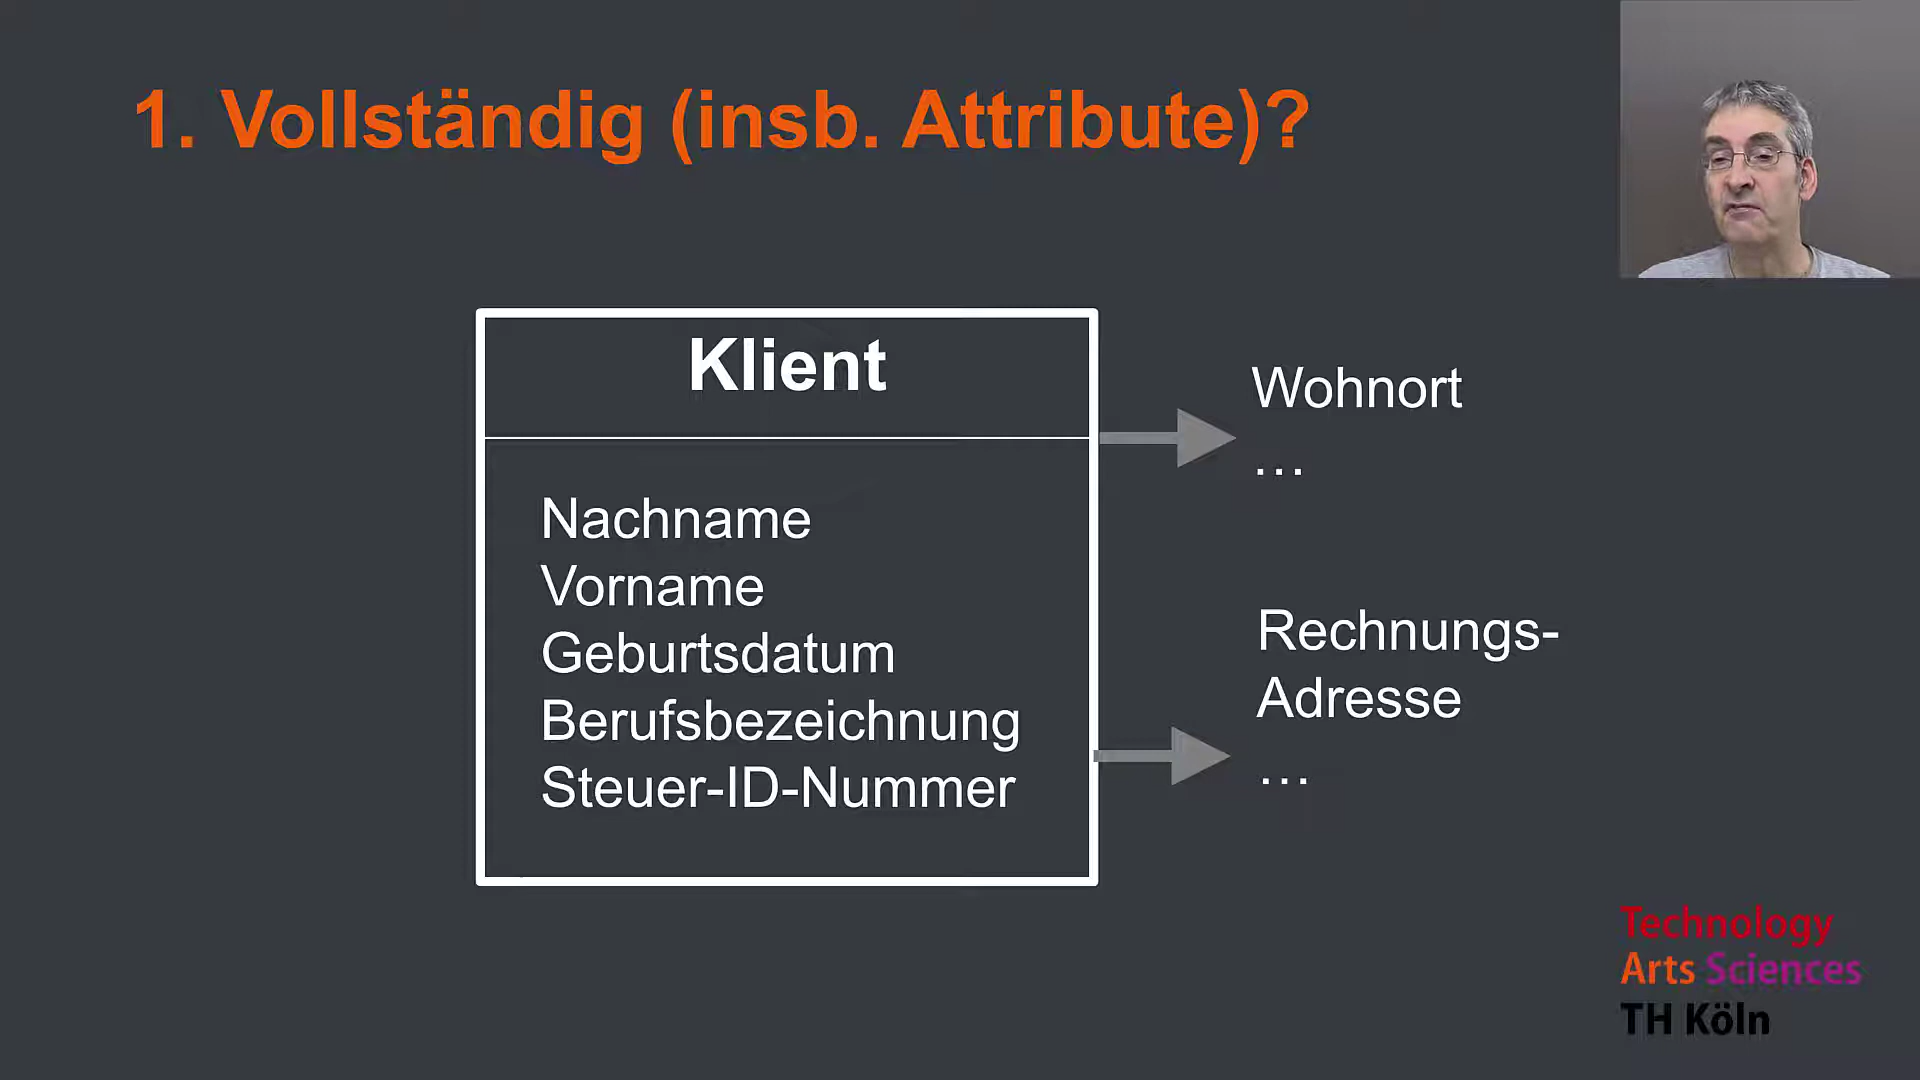 1. Vollständig (insb. Attribute)?
Klient
Nachname
Vorname
Geburtsdatum
Berufsbezeichnung
Steuer-ID-Nummer
Wohnort
…
Rechnungs-
Adresse
…
Technology
Arts Sciences
TH Köln